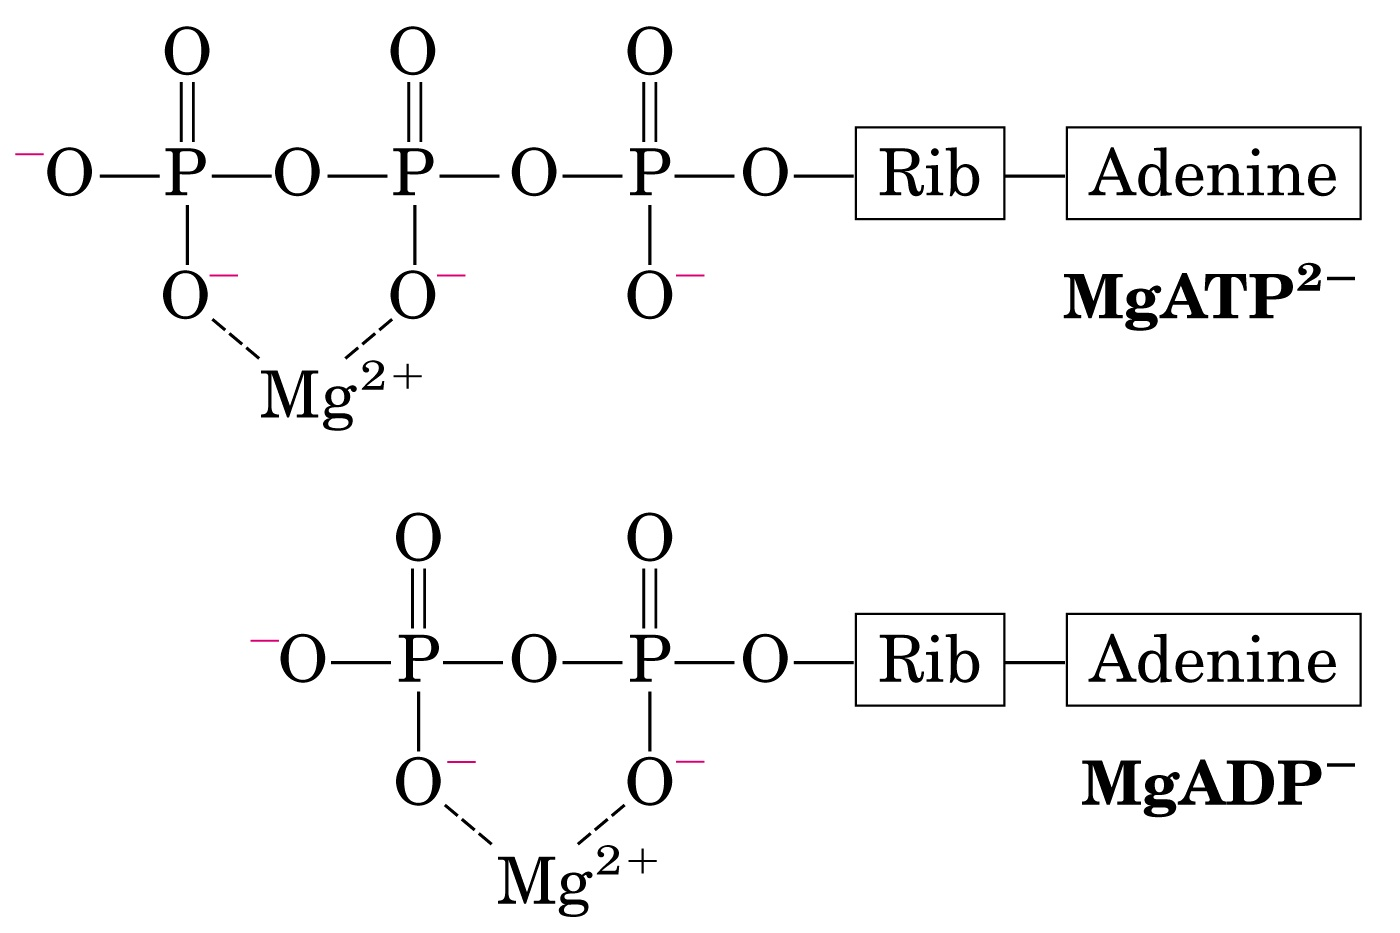 O O O
⁻O P O P O P O Rib Adenine
O⁻ O⁻ O⁻ MgATP²⁻
Mg²⁺
O O
⁻O P O P O Rib Adenine
O⁻ O⁻ MgADP⁻
Mg²⁺